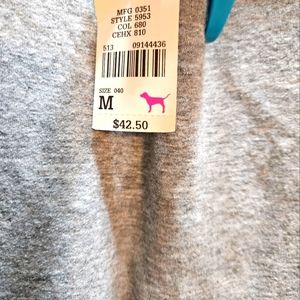 MFG 0351
STYLE 5953
COL 680
CEHX 810
513 09144436
SIZE 040
M
$42.50